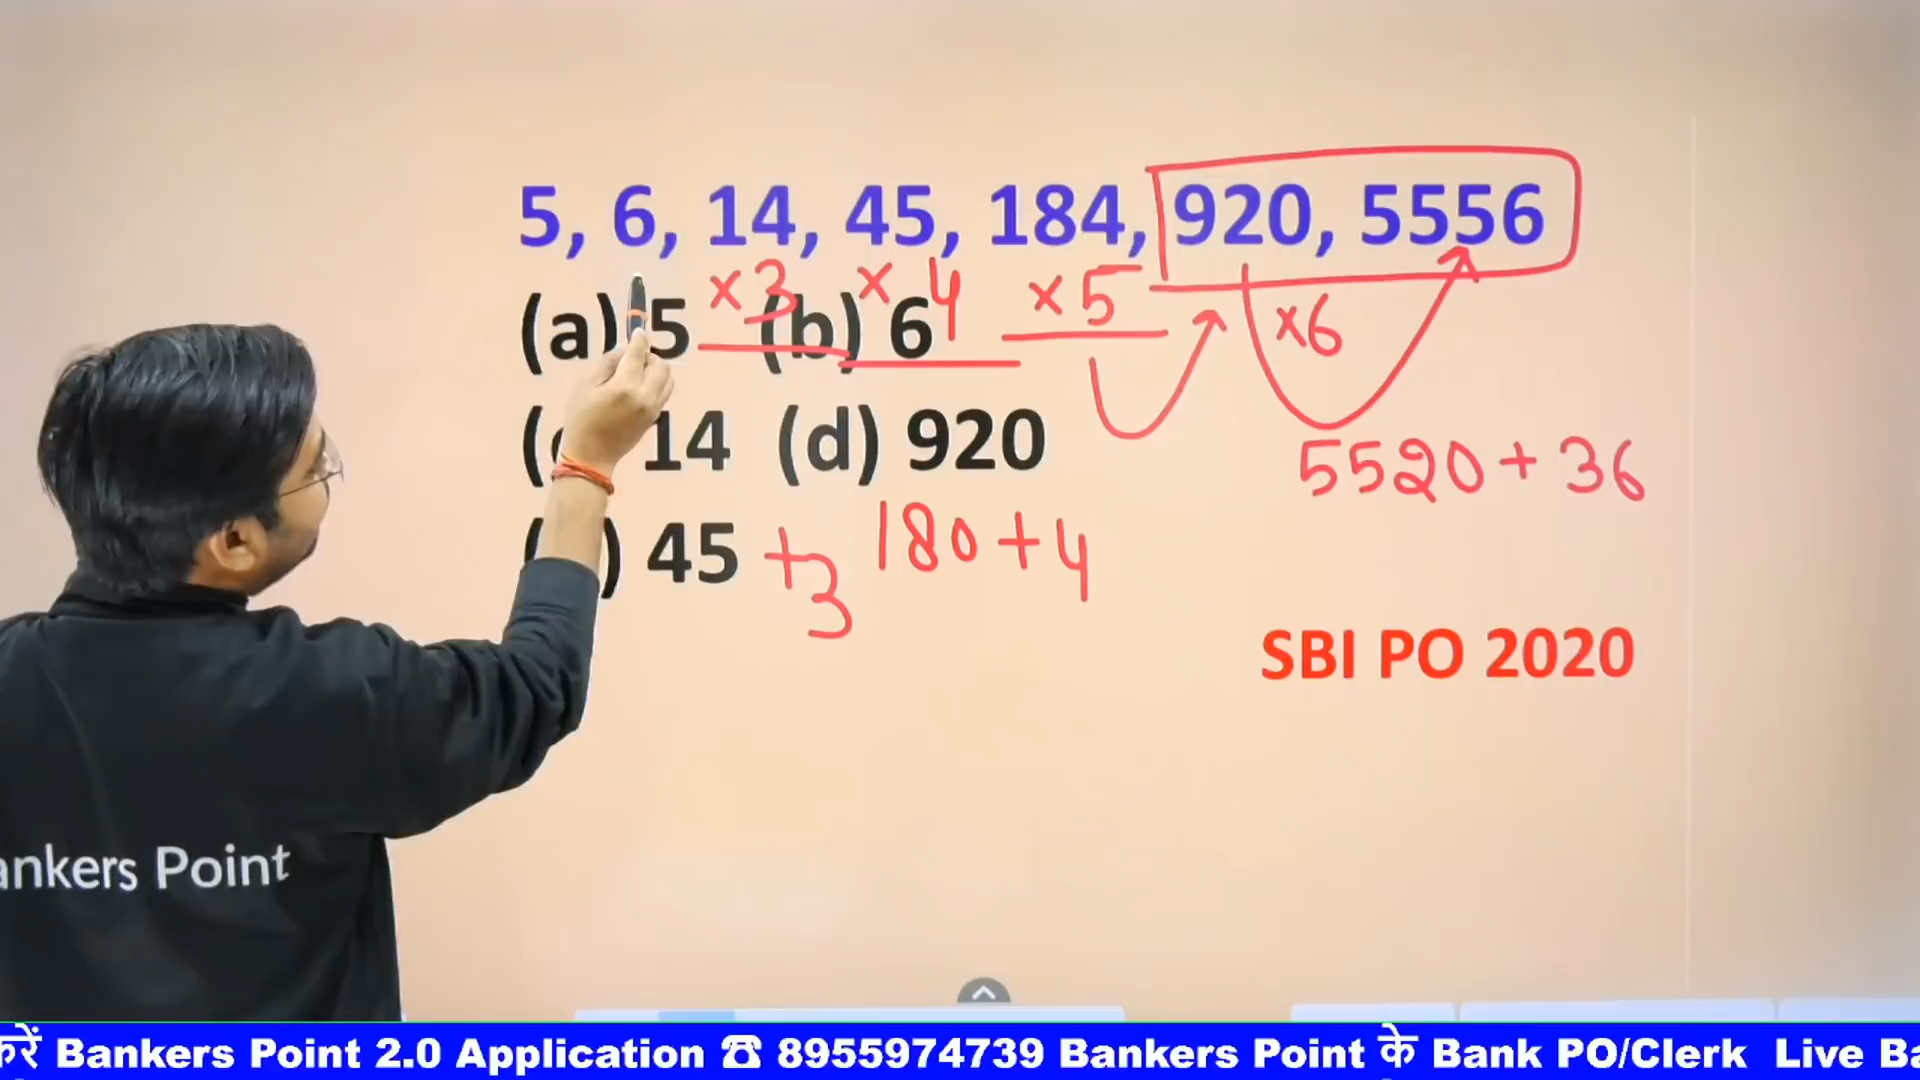 5, 6, 14, 45, 184, 920, 5556
×3 × 4 ×5 ×6
(a) 5 (b) 6
14 (d) 920
5520 + 36
) 45 + 3 180 + 4
SBI PO 2020
ankers Point
करें Bankers Point 2.0 Application ☎ 8955974739 Bankers Point के Bank PO/Clerk Live Ba